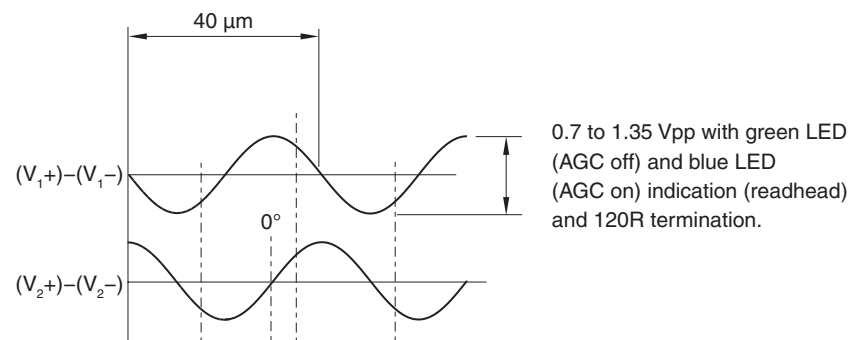 40 µm
(V₁+)−(V₁−)
0.7 to 1.35 Vpp with green LED
(AGC off) and blue LED
(AGC on) indication (readhead)
and 120R termination.
0°
(V₂+)−(V₂−)